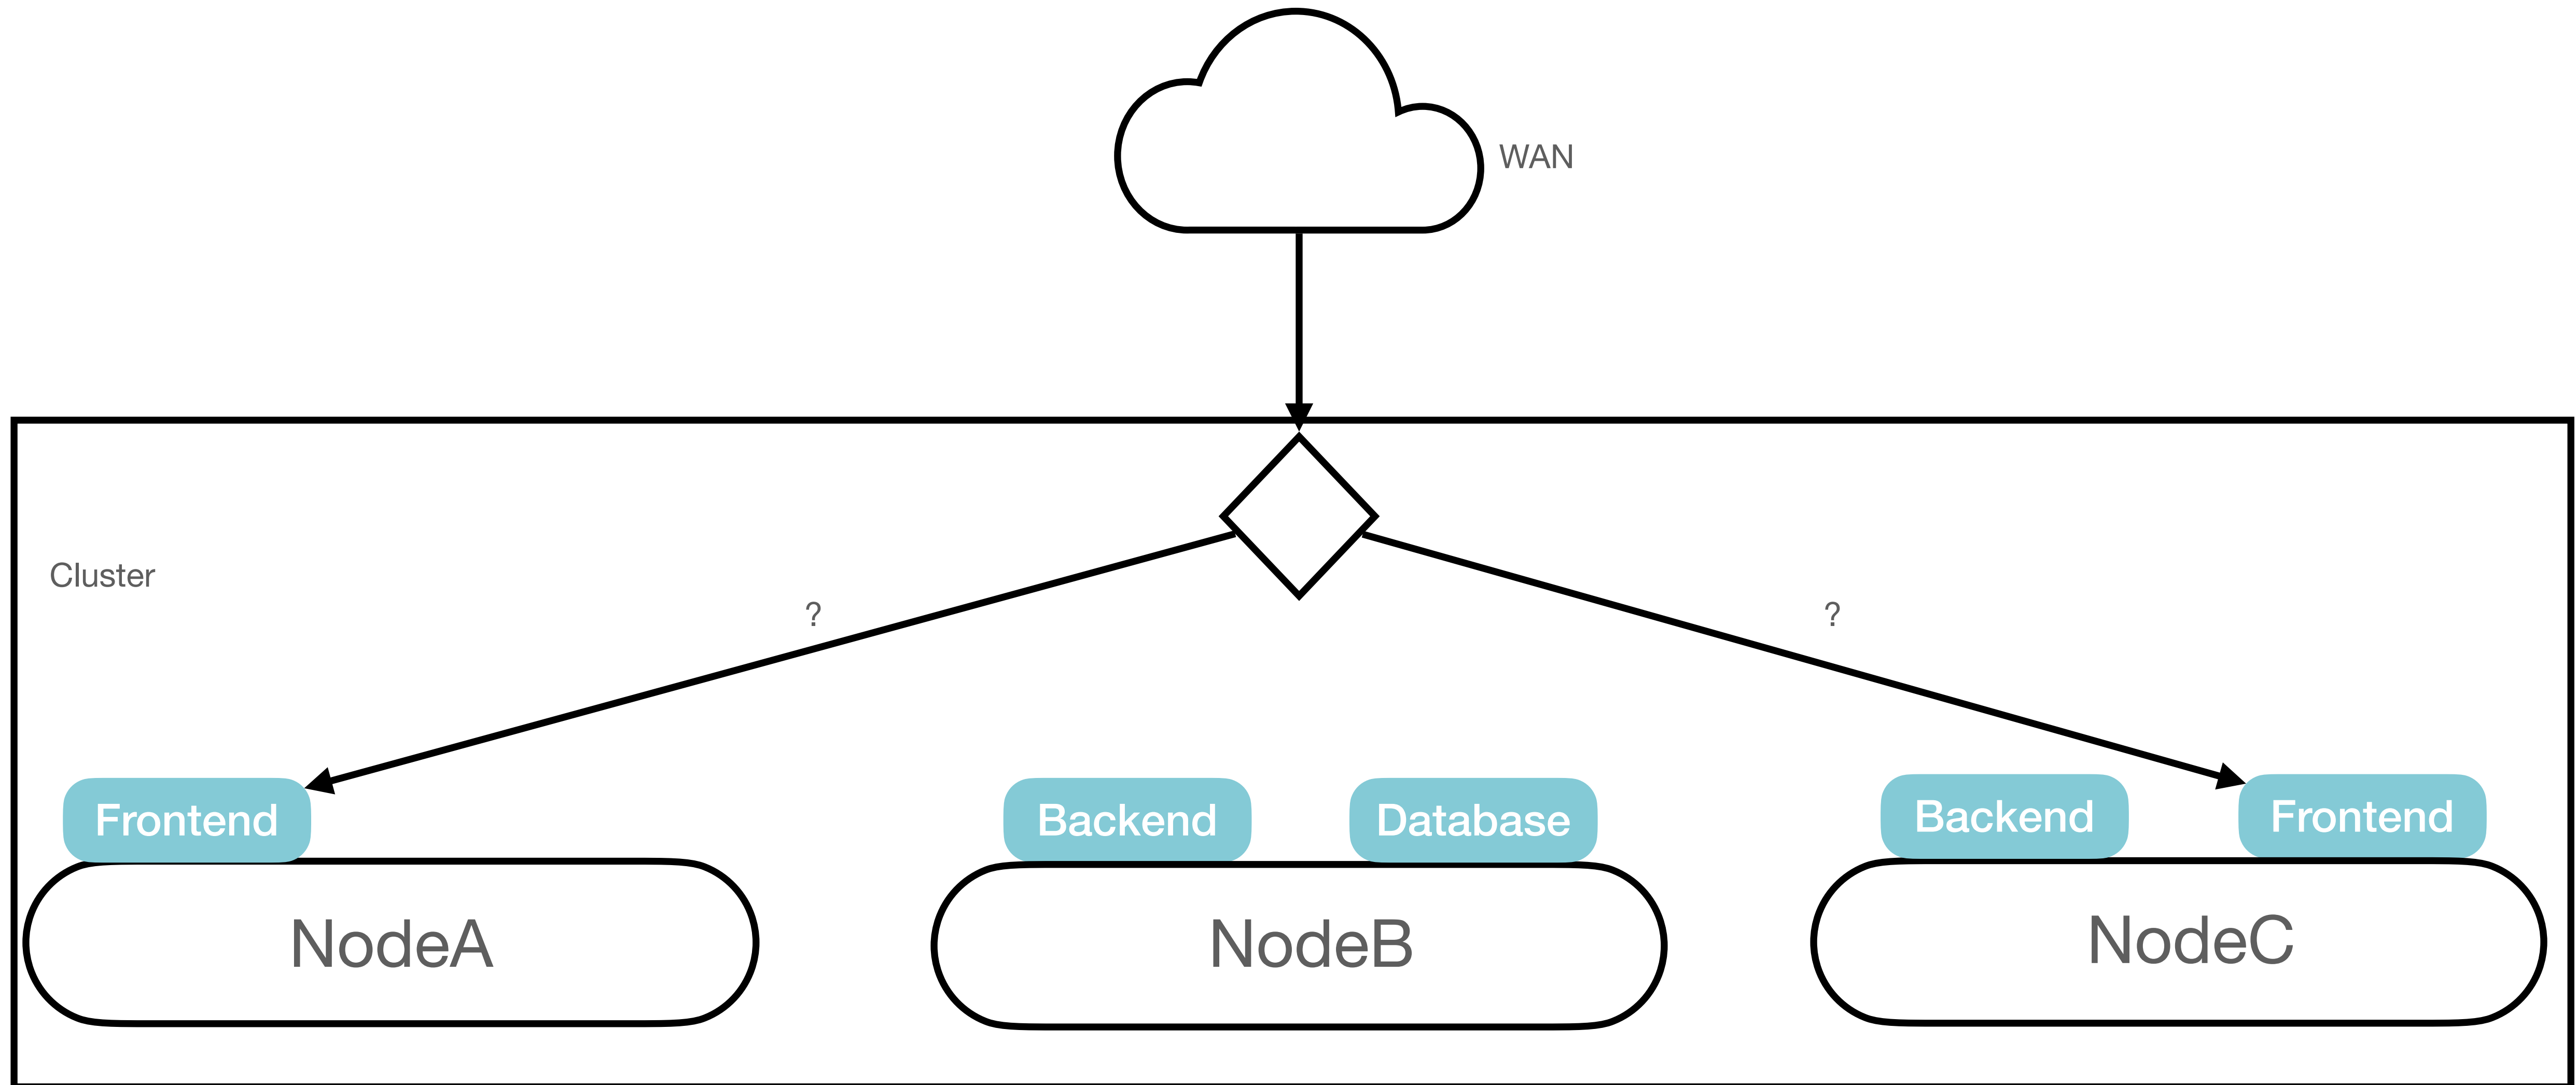 WAN
Cluster
?
?
Frontend
Backend
Database
Backend
Frontend
NodeA
NodeB
NodeC